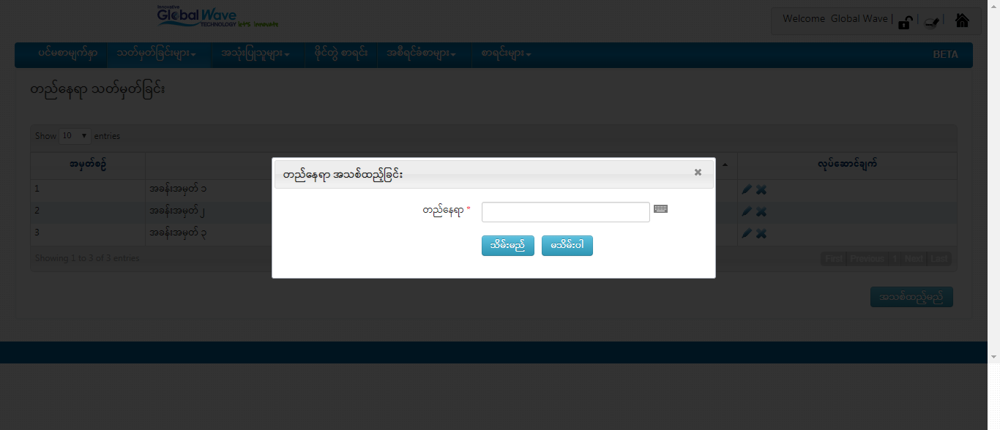 Innovative
Global Wave
TECHNOLOGY let's innovate
Welcome Global Wave
ပင်မစာမျက်နှာ သတ်မှတ်ခြင်းများ အသုံးပြုသူများ ဖိုင်တွဲ စာရင်း အစီရင်ခံစာများ စာရင်းများ BETA
တည်နေရာ သတ်မှတ်ခြင်း
Show 10 entries
အမှတ်စဉ် လုပ်ဆောင်ချက်
တည်နေရာ အသစ်ထည့်ခြင်း
1 အခန်းအမှတ် ၁
တည်နေရာ *
2 အခန်းအမှတ်၂
3 အခန်းအမှတ် ၃
သိမ်းမည် မသိမ်းပါ
Showing 1 to 3 of 3 entries First Previous 1 Next Last
အသစ်ထည့်မည်